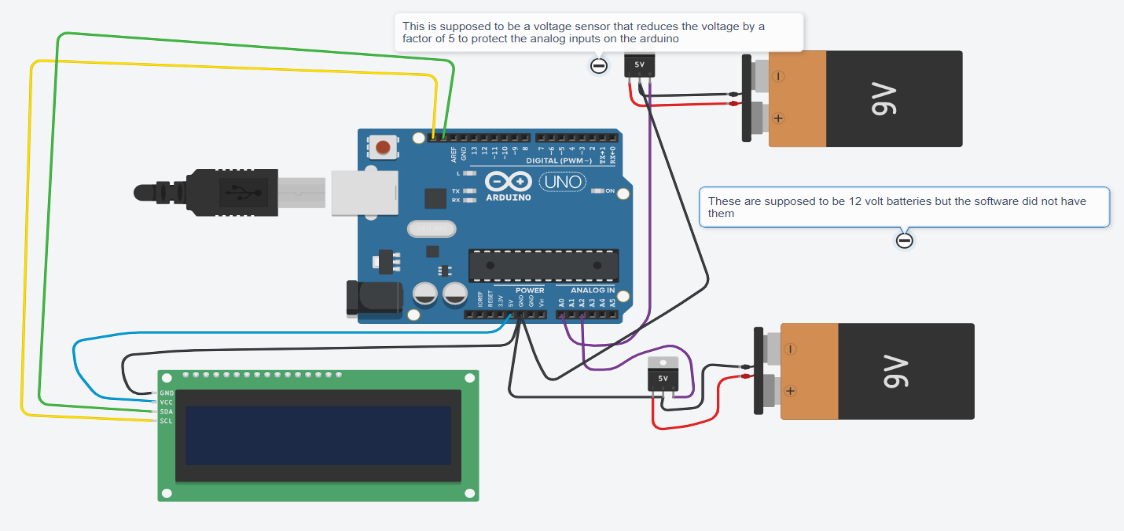 This is supposed to be a voltage sensor that reduces the voltage by a
factor of 5 to protect the analog inputs on the arduino
5V
9V
These are supposed to be 12 volt batteries but the software did not have
them
AREF
GND
13
12
~11
~10
~9
8
7
~6
~5
4
~3
2
TX→1
RX←0
DIGITAL (PWM ~)
L
TX
RX
UNO
ARDUINO
ON
POWER
ANALOG IN
IOREF
RESET
3.3V
5V
GND
GND
Vin
A0
A1
A2
A3
A4
A5
5V
9V
GND
VCC
SDA
SCL